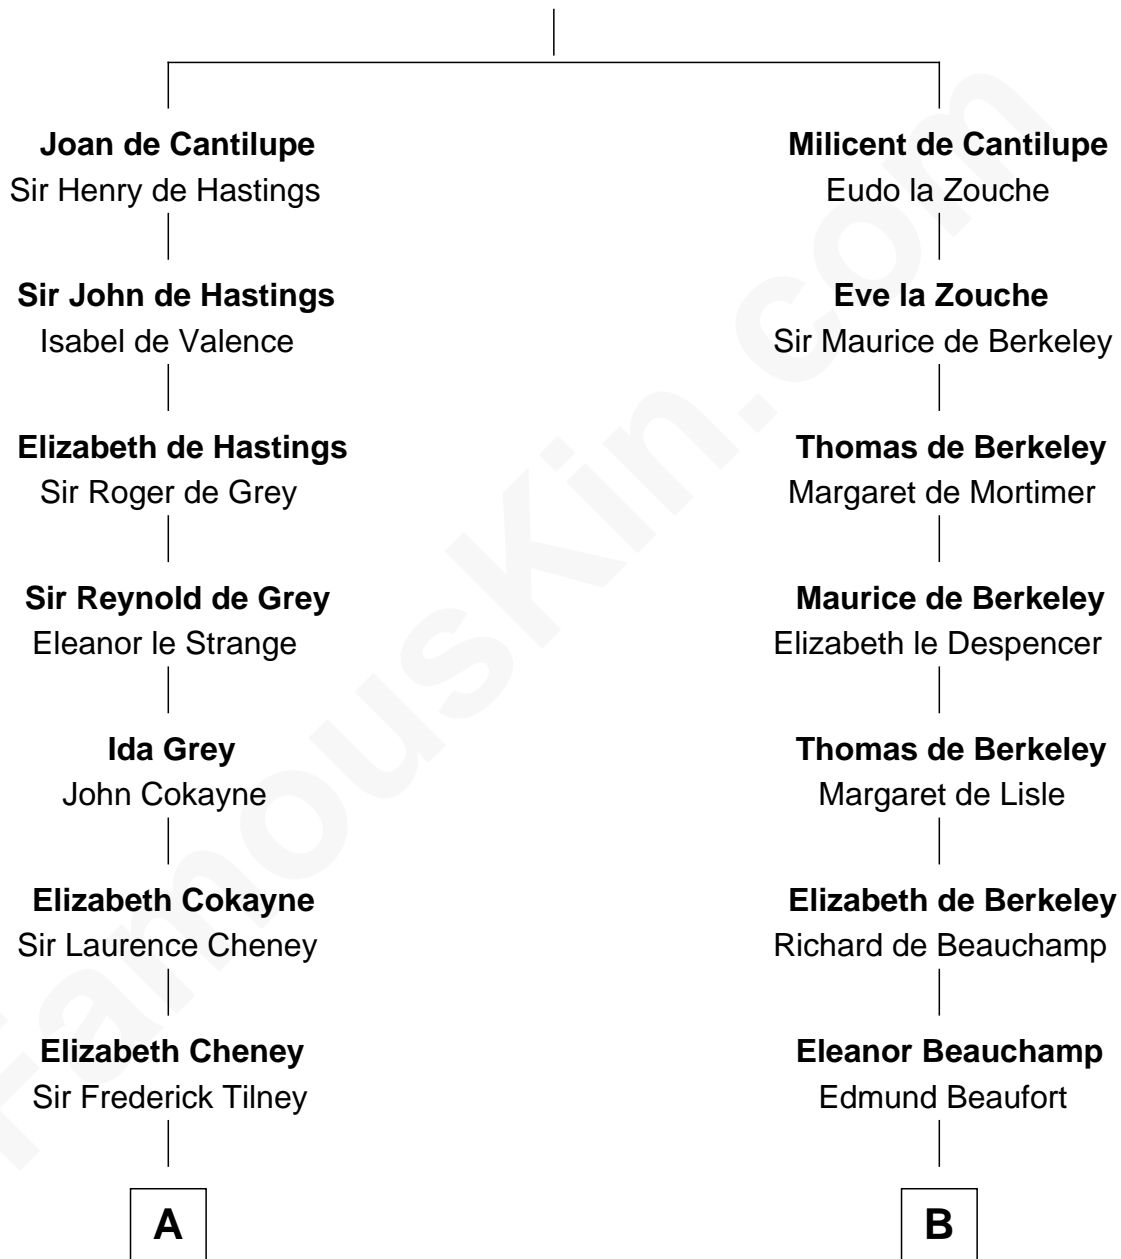 Joan de Cantilupe
Sir Henry de Hastings
Sir John de Hastings
Isabel de Valence
Elizabeth de Hastings
Sir Roger de Grey
Sir Reynold de Grey
Eleanor le Strange
Ida Grey
John Cokayne
Elizabeth Cokayne
Sir Laurence Cheney
Elizabeth Cheney
Sir Frederick Tilney
A
Milicent de Cantilupe
Eudo la Zouche
Eve la Zouche
Sir Maurice de Berkeley
Thomas de Berkeley
Margaret de Mortimer
Maurice de Berkeley
Elizabeth le Despencer
Thomas de Berkeley
Margaret de Lisle
Elizabeth de Berkeley
Richard de Beauchamp
Eleanor Beauchamp
Edmund Beaufort
B
FamousKin.com